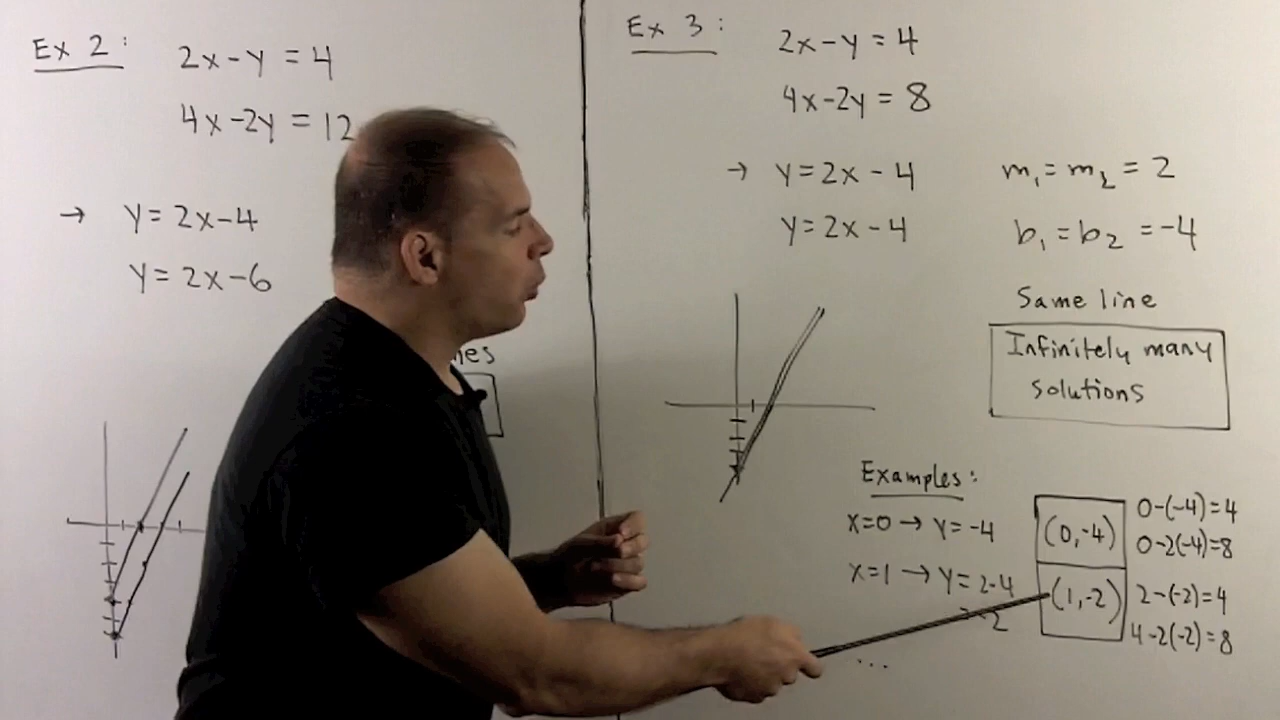 Ex 2:
2x-y = 4
4x-2y = 12
→ y = 2x-4
y = 2x-6
Ex 3:
2x-y = 4
4x-2y = 8
→ y = 2x - 4
y = 2x - 4
m₁ = m₂ = 2
b₁ = b₂ = -4
Same line
Infinitely many
solutions
Examples:
x=0 → y = -4
(0,-4)
0-(-4)=4
0-2(-4)=8
x=1 → y = 2-4
(1,-2)
2-(-2)=4
4-2(-2)=8
...